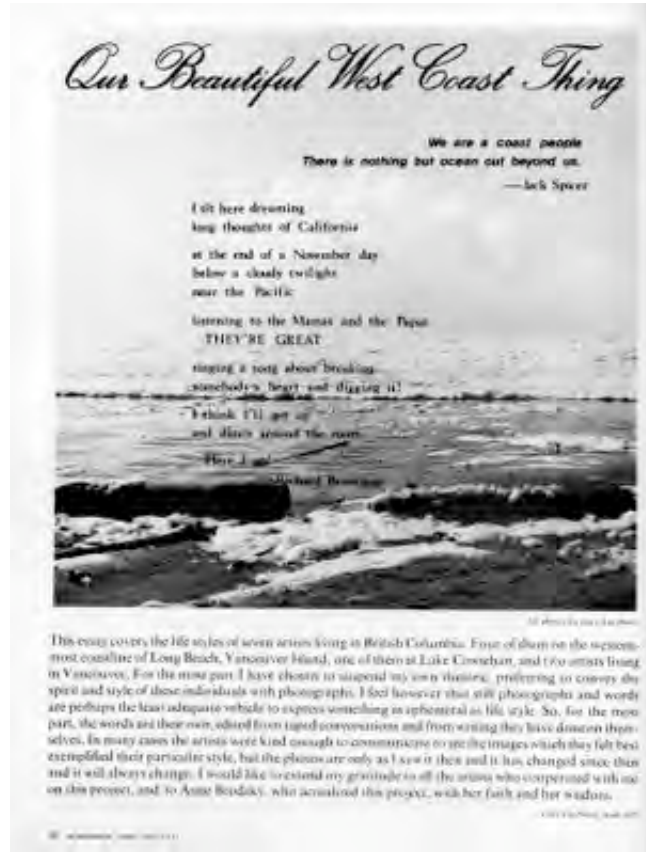 Our Beautiful West Coast Thing
We are a coast people
There is nothing but ocean out beyond us.
—Jack Spicer
I sit here dreaming
long thoughts of California
at the end of a November day
below a cloudy twilight
near the Pacific
listening to the Mamas and the Papas
THEY'RE GREAT
singing a song about breaking
somebody's heart and digging it!
I think I'll get up
and dance around the room.
Here I go!
Richard Brautigan
This essay covers the life styles of seven artists living in British Columbia. Four of them on the western-
most coastline of Long Beach, Vancouver Island, one of them at Lake Cowichan, and two artists living
in Vancouver. For the most part I have chosen to suspend my own rhetoric, preferring to convey the
spirit and style of these individuals with photographs. I feel however that still photographs and words
are perhaps the least adequate vehicle to express something as ephemeral as life style. So, for the most
part, the words are their own, edited from taped conversations and from writing they have done on them-
selves. In many cases the artists were kind enough to communicate to me the images which they felt best
exemplified their particular style, but the photos are only as I saw it then and it has changed since then
and it will always change. I would like to extend my gratitude to all the artists who cooperated with me
on this project, and to Anne Brodzky, who actualized this project, with her faith and her wisdom.